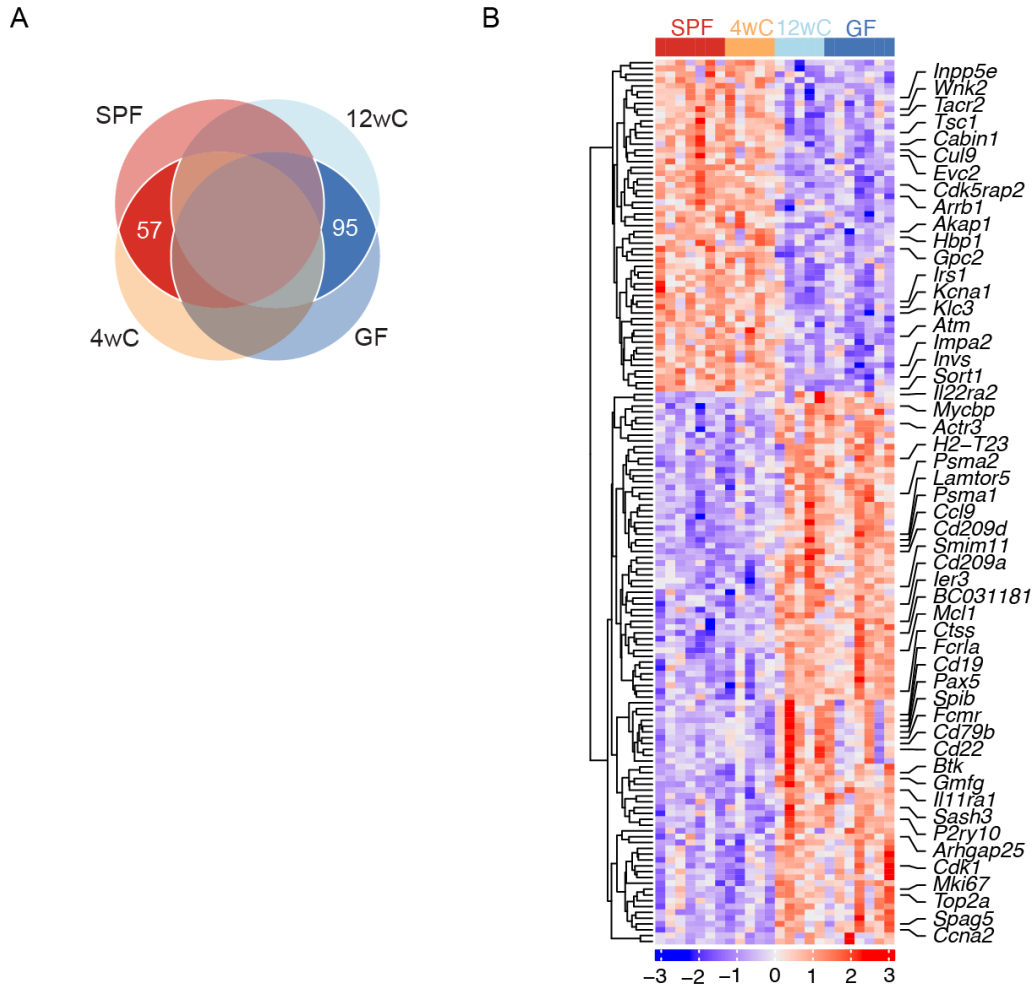 A
SPF
12wC
57
95
4wC
GF
B
SPF 4wC 12wC GF
Inpp5e
Wnk2
Tacr2
Tsc1
Cabin1
Cul9
Evc2
Cdk5rap2
Arrb1
Akap1
Hbp1
Gpc2
Irs1
Kcna1
Klc3
Atm
Impa2
Invs
Sort1
Il22ra2
Mycbp
Actr3
H2−T23
Psma2
Lamtor5
Psma1
Ccl9
Cd209d
Smim11
Cd209a
Ier3
BC031181
Mcl1
Ctss
Fcrla
Cd19
Pax5
Spib
Fcmr
Cd79b
Cd22
Btk
Gmfg
Il11ra1
Sash3
P2ry10
Arhgap25
Cdk1
Mki67
Top2a
Spag5
Ccna2
−3 −2 −1 0 1 2 3